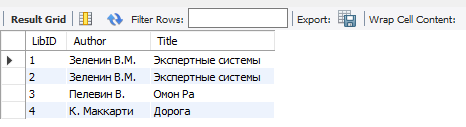 Result Grid Filter Rows: Export: Wrap Cell Content:
LibID Author Title
1 Зеленин В.М. Экспертные системы
2 Зеленин В.М. Экспертные системы
3 Пелевин В. Омон Ра
4 К. Маккарти Дорога